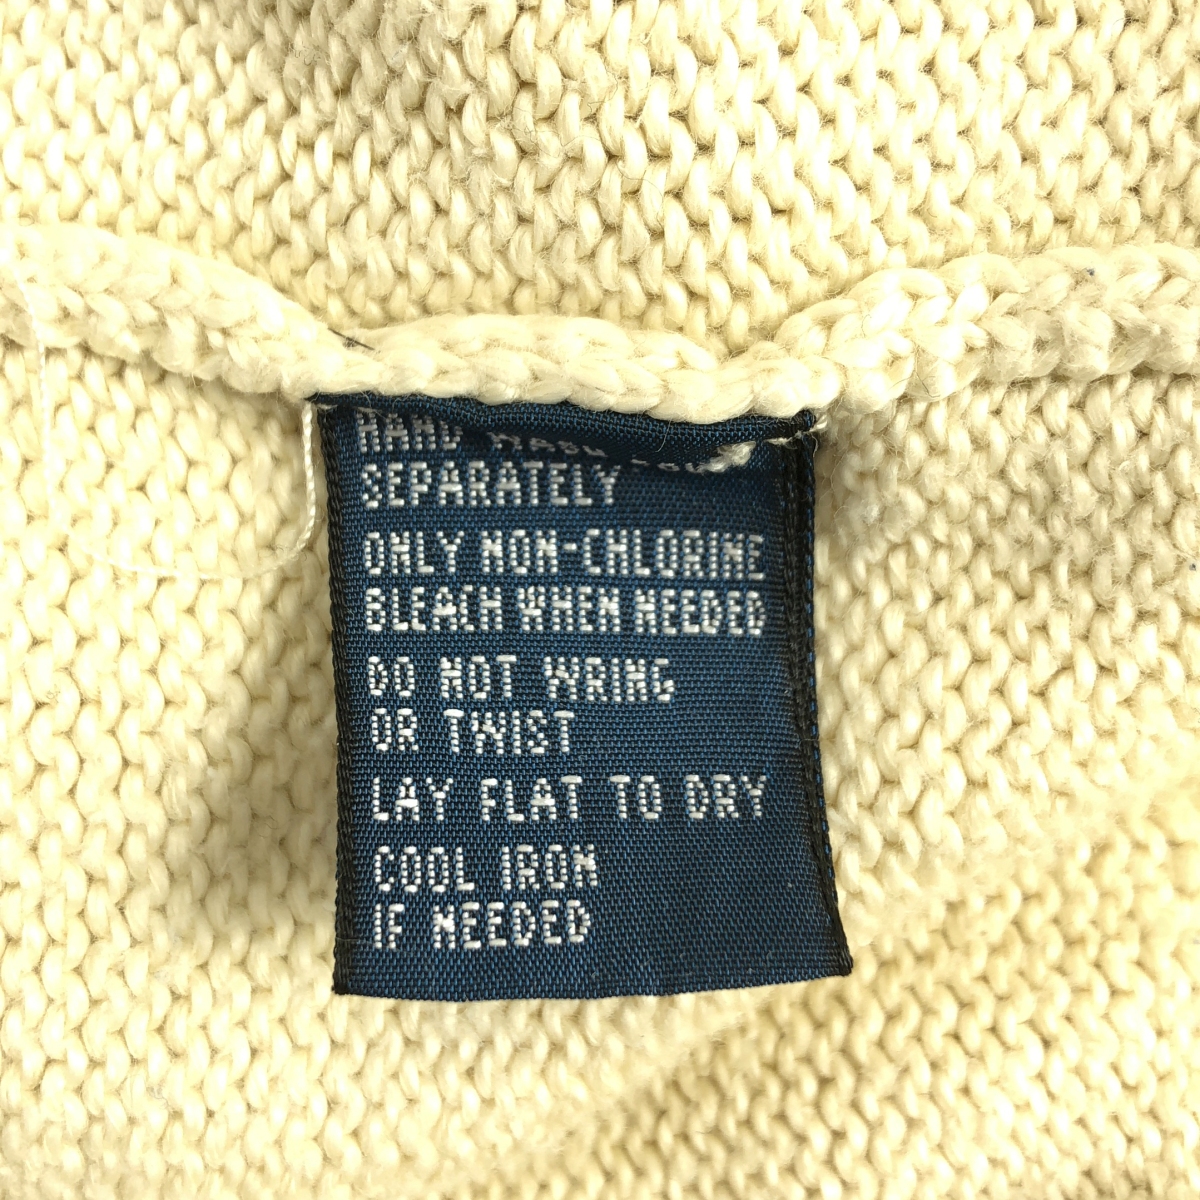 HAND WASH COLD
SEPARATELY
ONLY NON-CHLORINE
BLEACH WHEN NEEDED
DO NOT WRING
OR TWIST
LAY FLAT TO DRY
COOL IRON
IF NEEDED